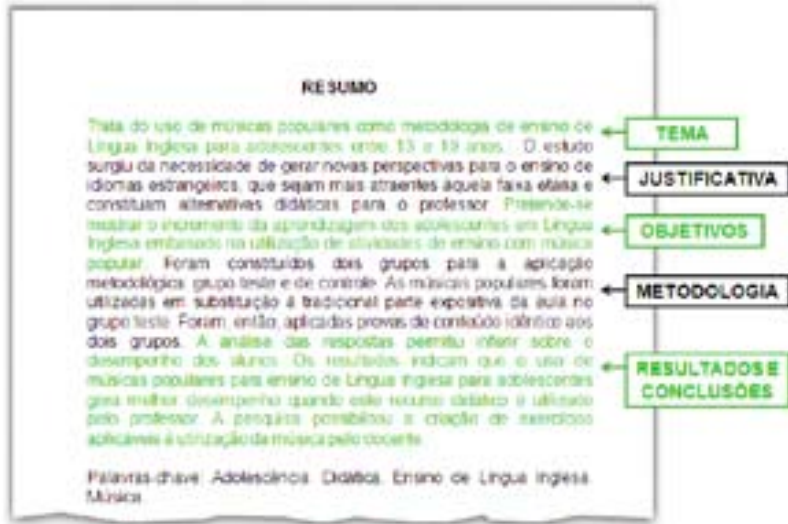 RESUMO
Trata do uso de músicas populares como metodologia de ensino de
Língua Inglesa para adolescentes entre 13 e 19 anos. O estudo
surgiu da necessidade de gerar novas perspectivas para o ensino de
idiomas estrangeiros, que sejam mais atraentes àquela faixa etária e
constituam alternativas didáticas para o professor. Pretende-se
mostrar o incremento da aprendizagem dos adolescentes em Língua
Inglesa embasada na utilização de atividades de ensino com música
popular. Foram constituídos dois grupos para a aplicação
metodológica: grupo teste e de controle. As músicas populares foram
utilizadas em substituição à tradicional parte expositiva da aula no
grupo teste. Foram, então, aplicadas provas de conteúdo idêntico aos
dois grupos. A análise das respostas permitiu inferir sobre o
desempenho dos alunos. Os resultados indicam que o uso de
músicas populares para ensino de Língua Inglesa para adolescentes
gera melhor desempenho quando este recurso didático é utilizado
pelo professor. A pesquisa possibilitou a criação de exercícios
aplicáveis à utilização da música pelo docente.
Palavras-chave: Adolescência. Didática. Ensino de Língua Inglesa.
Música.
TEMA
JUSTIFICATIVA
OBJETIVOS
METODOLOGIA
RESULTADOS E
CONCLUSÕES